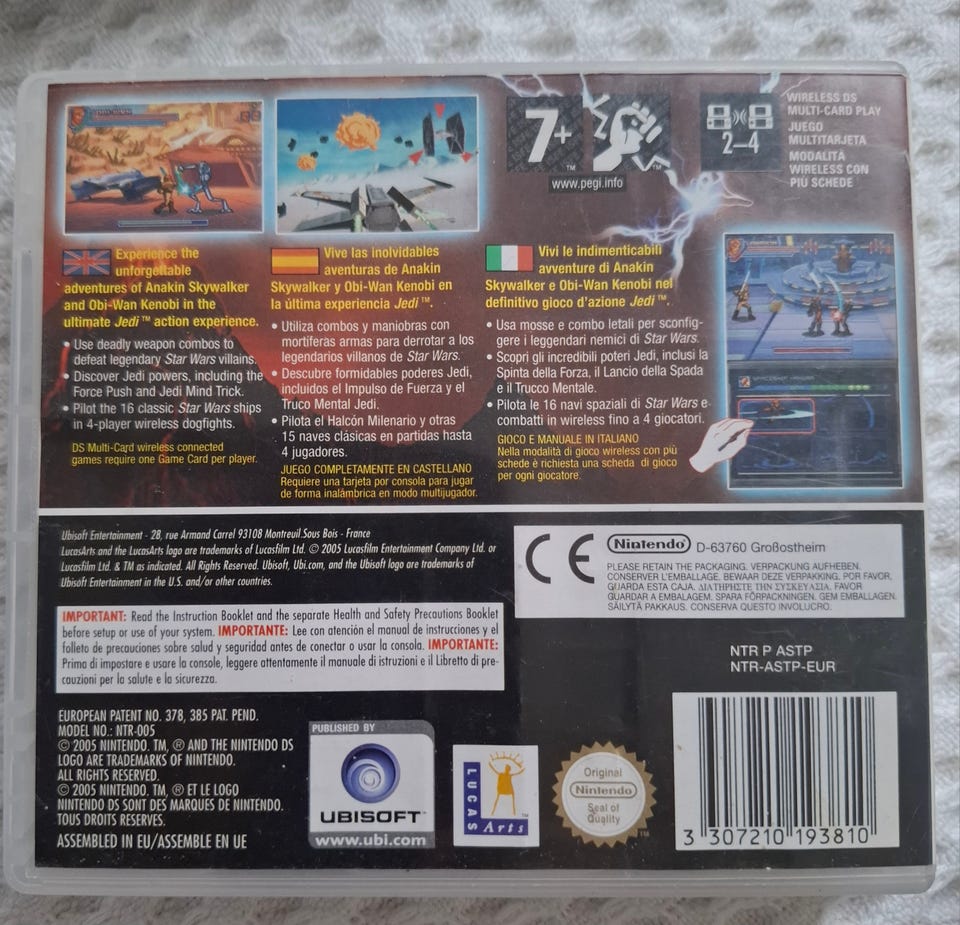 7+
TM
TM
www.pegi.info
2–4
WIRELESS DS
MULTI-CARD PLAY
JUEGO
MULTITARJETA
MODALITÀ
WIRELESS CON
PIÙ SCHEDE
Experience the
unforgettable
adventures of Anakin Skywalker
and Obi-Wan Kenobi in the
ultimate Jedi™ action experience.
• Use deadly weapon combos to
defeat legendary Star Wars villains.
• Discover Jedi powers, including the
Force Push and Jedi Mind Trick.
• Pilot the 16 classic Star Wars ships
in 4-player wireless dogfights.
DS Multi-Card wireless connected
games require one Game Card per player.
Vive las inolvidables
aventuras de Anakin
Skywalker y Obi-Wan Kenobi en
la última experiencia Jedi™.
• Utiliza combos y maniobras con
mortíferas armas para derrotar a los
legendarios villanos de Star Wars.
• Descubre formidables poderes Jedi,
incluidos el Impulso de Fuerza y el
Truco Mental Jedi.
• Pilota el Halcón Milenario y otras
15 naves clásicas en partidas hasta
4 jugadores.
JUEGO COMPLETAMENTE EN CASTELLANO
Requiere una tarjeta por consola para jugar
de forma inalámbrica en modo multijugador.
Vivi le indimenticabili
avventure di Anakin
Skywalker e Obi-Wan Kenobi nel
definitivo gioco d'azione Jedi™.
• Usa mosse e combo letali per sconfig-
gere i leggendari nemici di Star Wars.
• Scopri gli incredibili poteri Jedi, inclusi la
Spinta della Forza, il Lancio della Spada
e il Trucco Mentale.
• Pilota le 16 navi spaziali di Star Wars e
combatti in wireless fino a 4 giocatori.
GIOCO E MANUALE IN ITALIANO
Nella modalità di gioco wireless con più
schede è richiesta una scheda di gioco
per ogni giocatore.
Ubisoft Entertainment - 28, rue Armand Carrel 93108 Montreuil Sous Bois - France
LucasArts and the LucasArts logo are trademarks of Lucasfilm Ltd. © 2005 Lucasfilm Entertainment Company Ltd. or
Lucasfilm Ltd. & TM as indicated. All Rights Reserved. Ubisoft, Ubi.com, and the Ubisoft logo are trademarks of
Ubisoft Entertainment in the U.S. and/or other countries.
CE
Nintendo D-63760 Großostheim
PLEASE RETAIN THE PACKAGING. VERPACKUNG AUFHEBEN.
CONSERVER L'EMBALLAGE. BEWAAR DEZE VERPAKKING. POR FAVOR,
GUARDA ESTA CAJA. ΔΙΑΤΗΡΗΣΤΕ ΤΗΝ ΣΥΣΚΕΥΑΣΙΑ. FAVOR
GUARDAR A EMBALAGEM. SPARA FÖRPACKNINGEN. GEM EMBALLAGEN.
SÄILYTÄ PAKKAUS. CONSERVA QUESTO INVOLUCRO.
IMPORTANT: Read the Instruction Booklet and the separate Health and Safety Precautions Booklet
before setup or use of your system. IMPORTANTE: Lee con atención el manual de instrucciones y el
folleto de precauciones sobre salud y seguridad antes de conectar o usar la consola. IMPORTANTE:
Prima di impostare e usare la console, leggere attentamente il manuale di istruzioni e il Libretto di pre-
cauzioni per la salute e la sicurezza.
NTR P ASTP
NTR-ASTP-EUR
EUROPEAN PATENT NO. 378, 385 PAT. PEND.
MODEL NO.: NTR-005
© 2005 NINTENDO. TM, ® AND THE NINTENDO DS
LOGO ARE TRADEMARKS OF NINTENDO.
ALL RIGHTS RESERVED.
© 2005 NINTENDO. TM, ® ET LE LOGO
NINTENDO DS SONT DES MARQUES DE NINTENDO.
TOUS DROITS RESERVÉS.
ASSEMBLED IN EU/ASSEMBLE EN UE
PUBLISHED BY
UBISOFT™
www.ubi.com
LUCAS
Arts
TM
Original
Nintendo
Seal of
Quality
TM
3 307210 193810